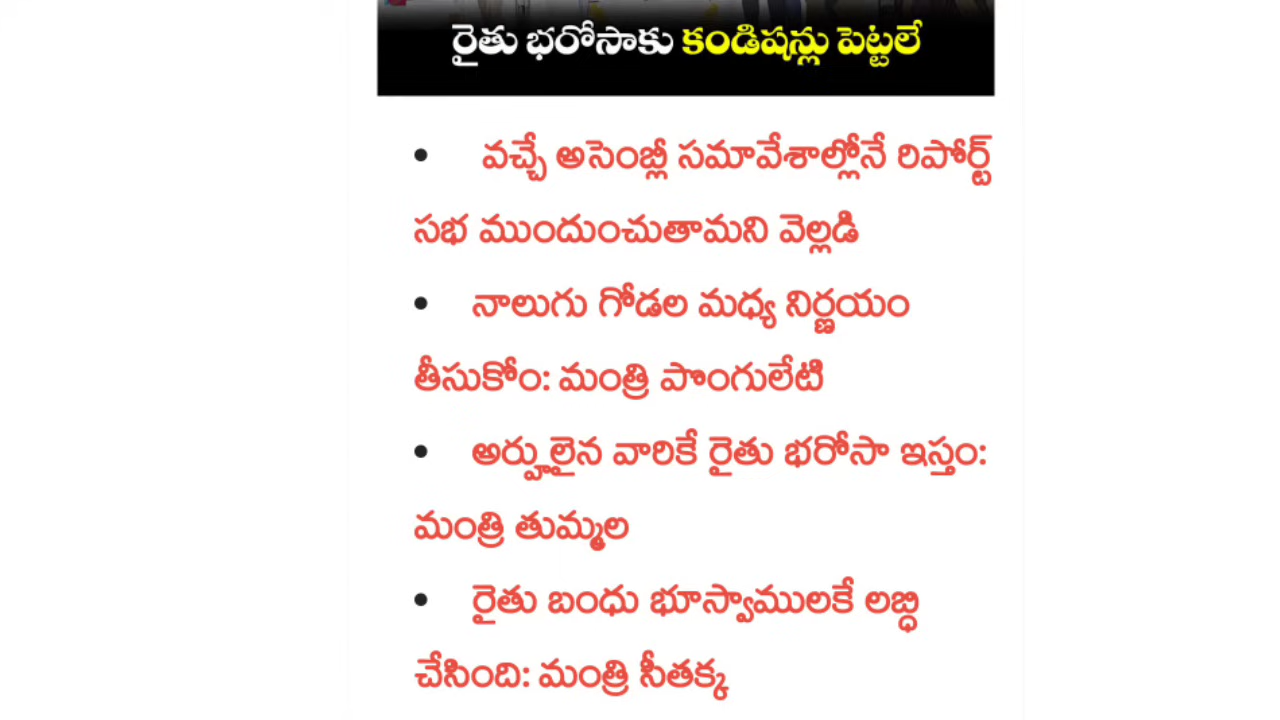 రైతు భరోసాకు కండిషన్లు పెట్టలే
• వచ్చే అసెంబ్లీ సమావేశాల్లోనే రిపోర్ట్
సభ ముందుంచుతామని వెల్లడి
• నాలుగు గోడల మధ్య నిర్ణయం
తీసుకోం: మంత్రి పొంగులేటి
• అర్హులైన వారికే రైతు భరోసా ఇస్తం:
మంత్రి తుమ్మల
• రైతు బంధు భూస్వాములకే లబ్ధి
చేసింది: మంత్రి సీతక్క